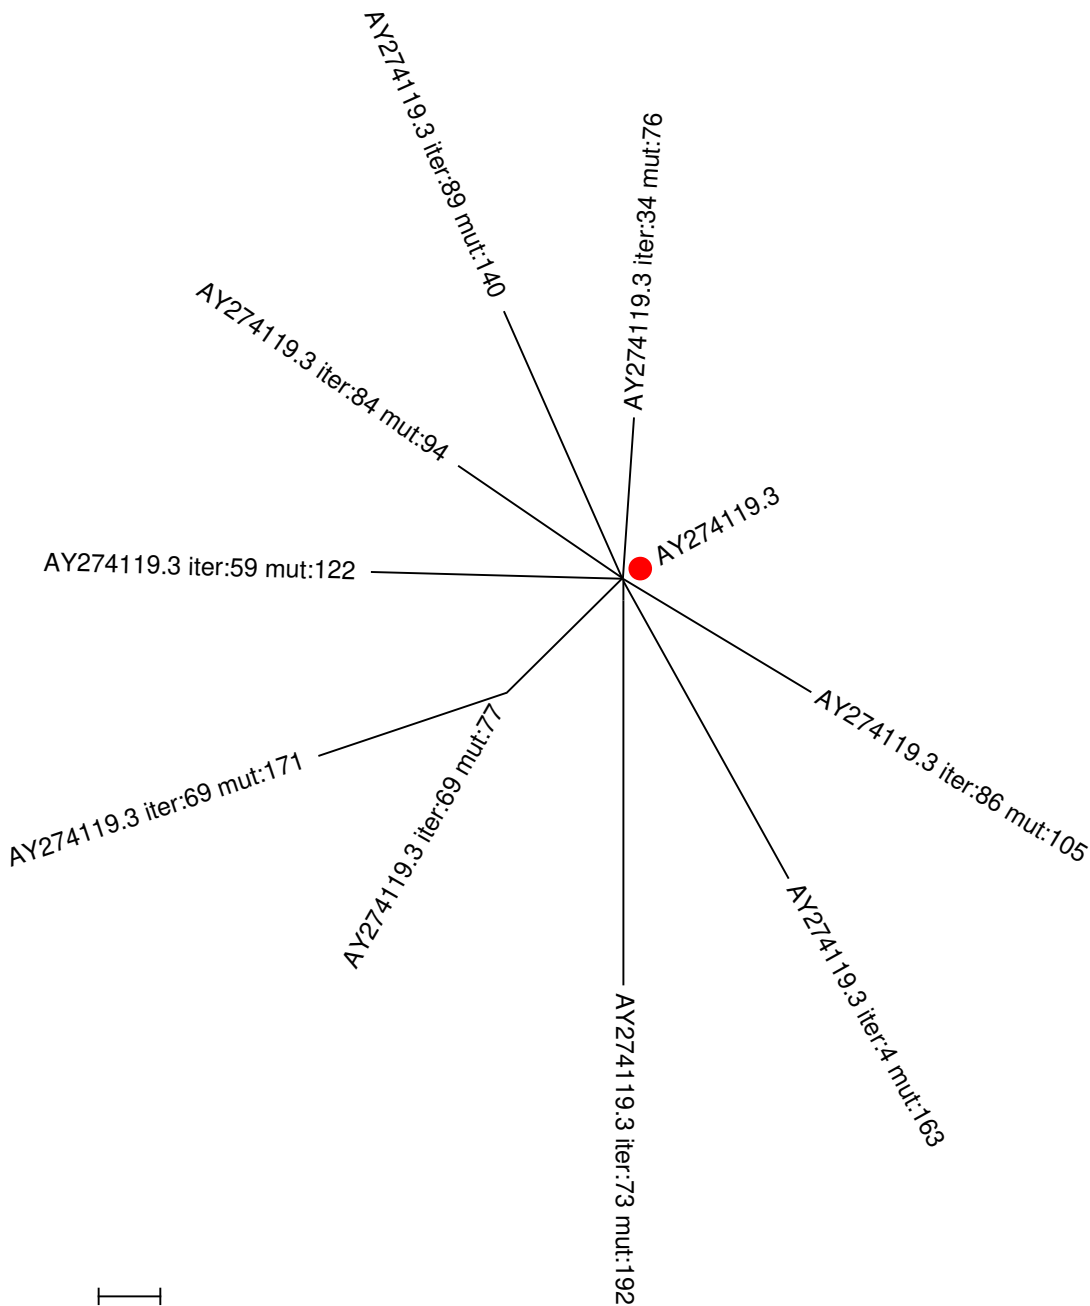 AY274119.3 iter:89 mut:140
AY274119.3 iter:34 mut:76
AY274119.3 iter:84 mut:94
AY274119.3
AY274119.3 iter:59 mut:122
AY274119.3 iter:86 mut:105
AY274119.3 iter:69 mut:171
AY274119.3 iter:69 mut:77
AY274119.3 iter:4 mut:163
AY274119.3 iter:73 mut:192